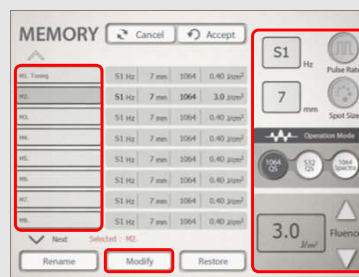 MEMORY Cancel Accept
M1. Toning S1 Hz 7 mm 1064 0.40 J/cm²
M2. S1 Hz 7 mm 1064 3.0 J/cm²
M3. S1 Hz 7 mm 1064 0.40 J/cm²
M4. S1 Hz 7 mm 1064 0.40 J/cm²
M5. S1 Hz 7 mm 1064 0.40 J/cm²
M6. S1 Hz 7 mm 1064 0.40 J/cm²
M7. S1 Hz 7 mm 1064 0.40 J/cm²
M8. S1 Hz 7 mm 1064 0.40 J/cm²
Next Selected : M2.
Rename Modify Restore
S1 Hz Pulse Rate
7 mm Spot Size
Operation Mode
1064 QS 532 QS 1064 Spectra
3.0 J/cm² Fluence